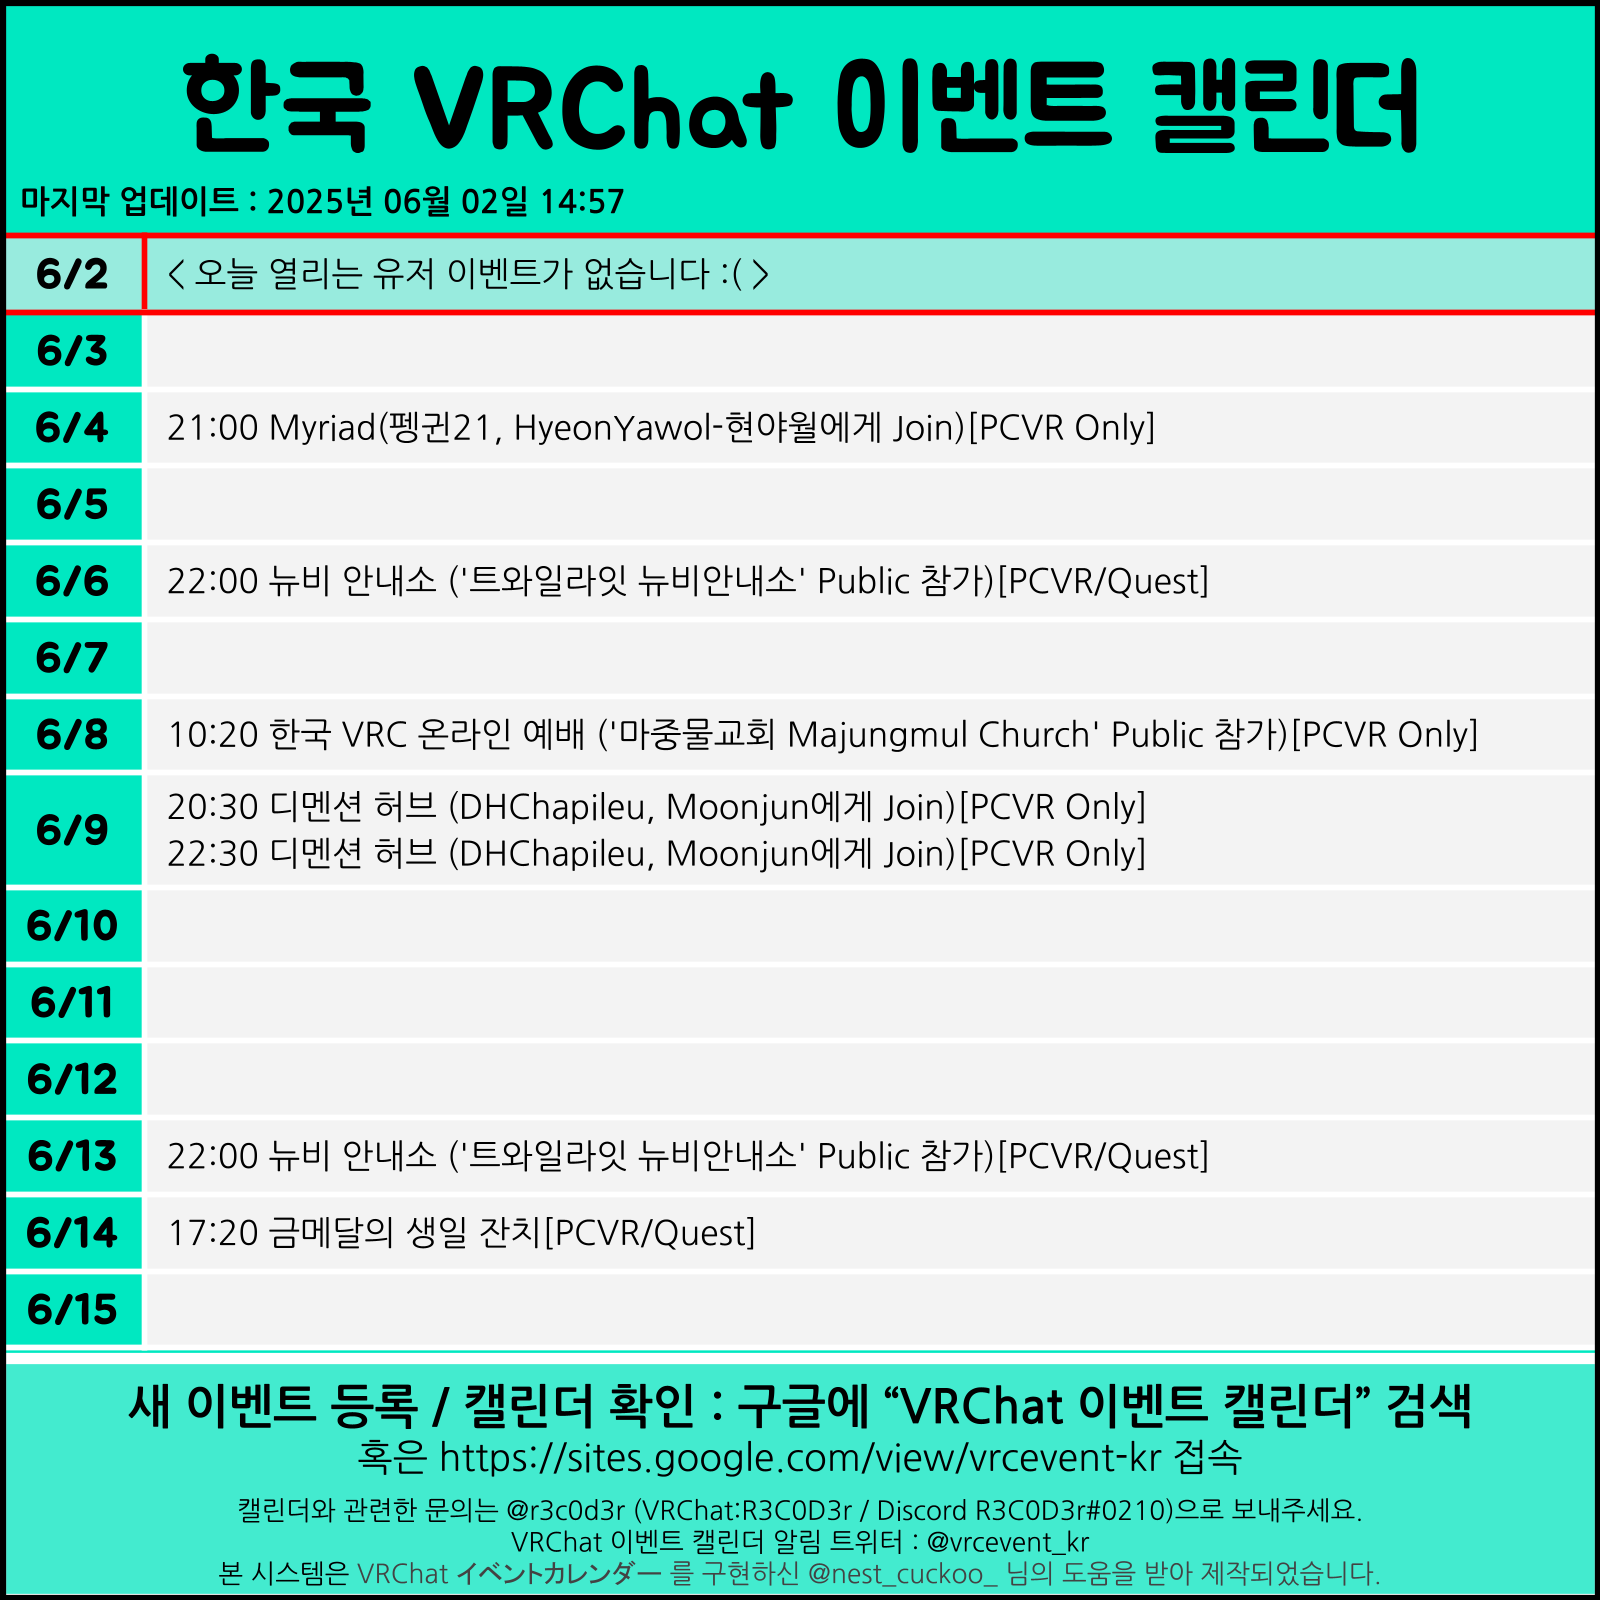 한국 VRChat 이벤트 캘린더
마지막 업데이트 : 2025년 06월 02일 14:57
6/2 < 오늘 열리는 유저 이벤트가 없습니다 :( >
6/3
6/4 21:00 Myriad(펭귄21, HyeonYawol-현야월에게 Join)[PCVR Only]
6/5
6/6 22:00 뉴비 안내소 ('트와일라잇 뉴비안내소' Public 참가)[PCVR/Quest]
6/7
6/8 10:20 한국 VRC 온라인 예배 ('마중물교회 Majungmul Church' Public 참가)[PCVR Only]
6/9 20:30 디멘션 허브 (DHChapileu, Moonjun에게 Join)[PCVR Only]
22:30 디멘션 허브 (DHChapileu, Moonjun에게 Join)[PCVR Only]
6/10
6/11
6/12
6/13 22:00 뉴비 안내소 ('트와일라잇 뉴비안내소' Public 참가)[PCVR/Quest]
6/14 17:20 금메달의 생일 잔치[PCVR/Quest]
6/15
새 이벤트 등록 / 캘린더 확인 : 구글에 “VRChat 이벤트 캘린더” 검색
혹은 https://sites.google.com/view/vrcevent-kr 접속
캘린더와 관련한 문의는 @r3c0d3r (VRChat:R3C0D3r / Discord R3C0D3r#0210)으로 보내주세요.
VRChat 이벤트 캘린더 알림 트위터 : @vrcevent_kr
본 시스템은 VRChat イベントカレンダー 를 구현하신 @nest_cuckoo_ 님의 도움을 받아 제작되었습니다.